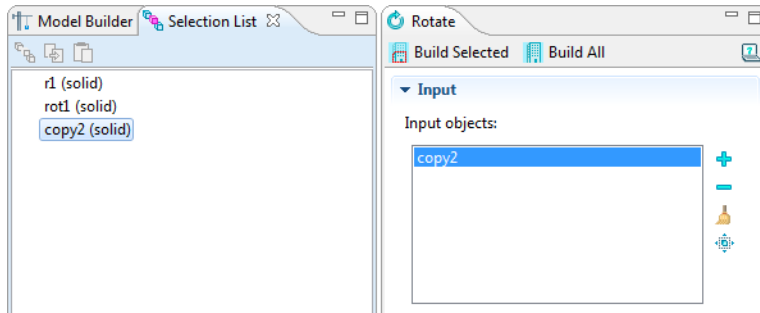 Model Builder
Selection List
r1 (solid)
rot1 (solid)
copy2 (solid)
Rotate
Build Selected
Build All
?
Input
Input objects:
copy2